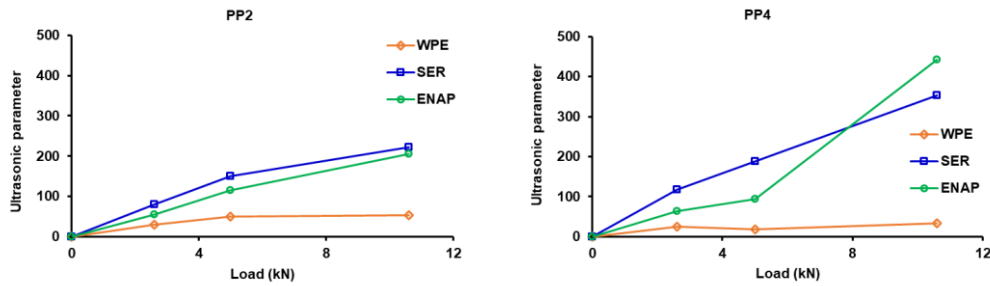 PP2
500
400
300
200
100
0
0
4
8
12
Ultrasonic parameter
Load (kN)
WPE
SER
ENAP
PP4
500
400
300
200
100
0
0
4
8
12
Ultrasonic parameter
Load (kN)
WPE
SER
ENAP